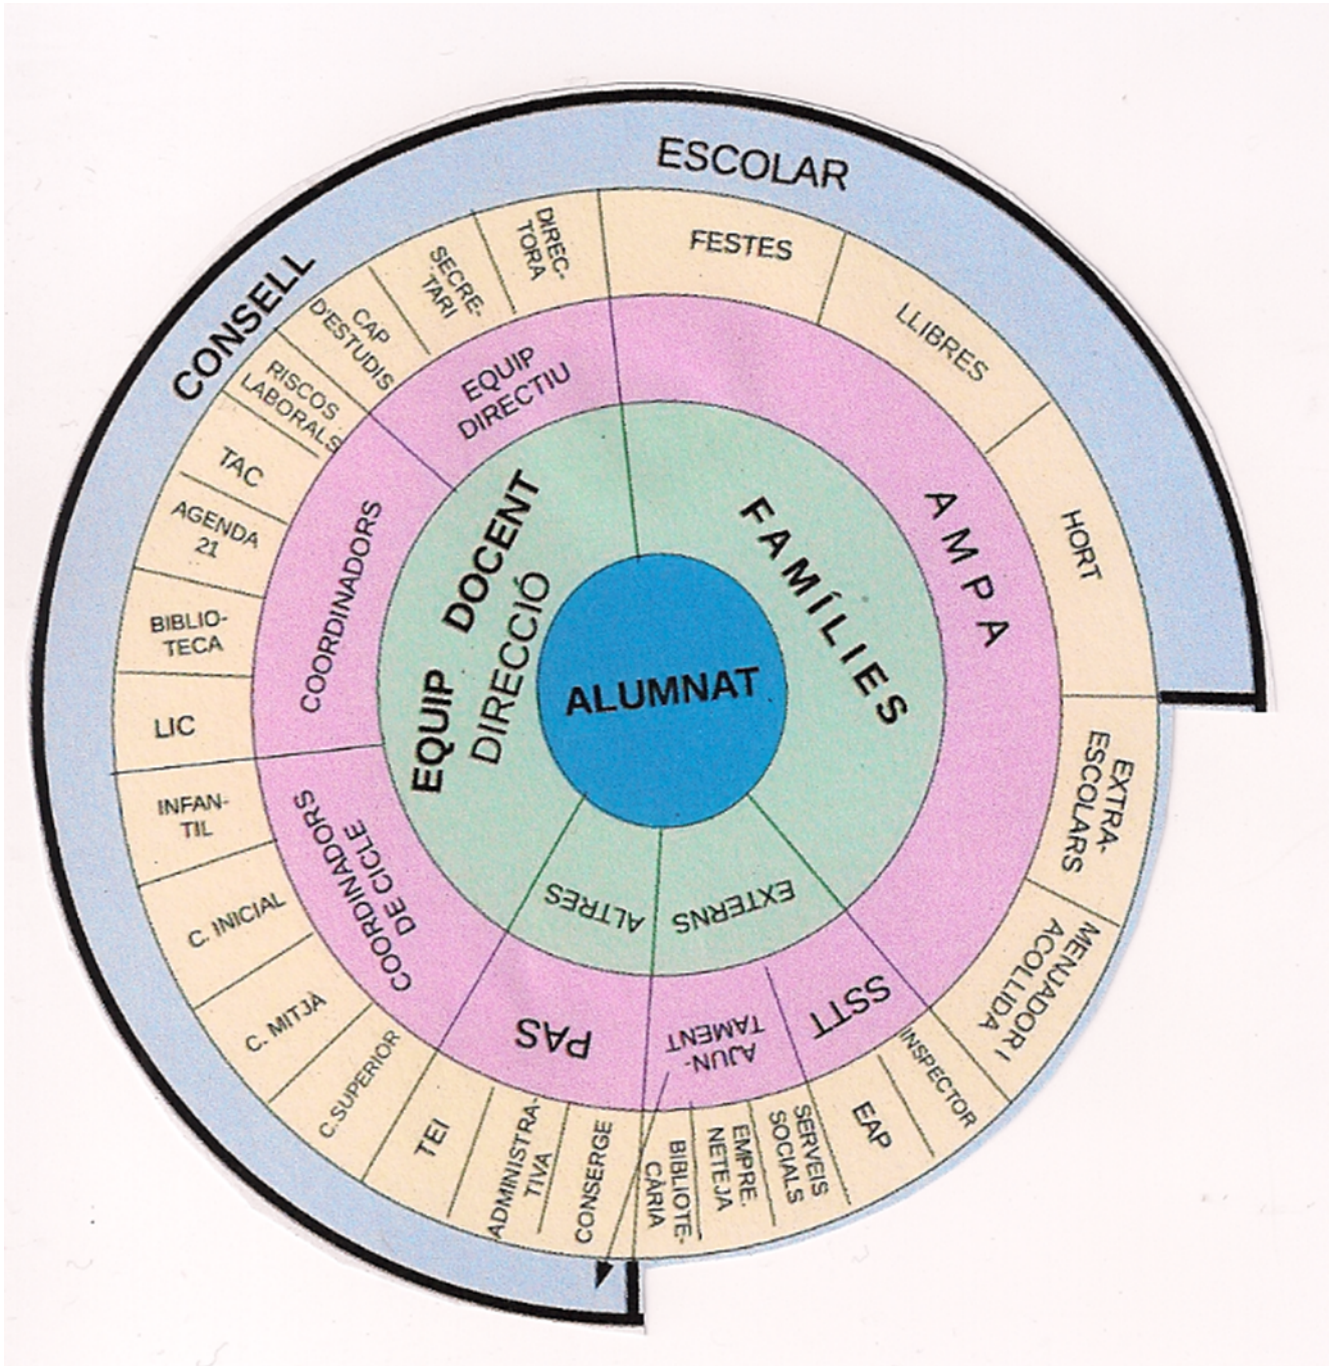 CONSELL
ESCOLAR
DIREC-
TORA
SECRE-
TARI
CAP
D'ESTUDIS
RISCOS
LABORALS
TAC
AGENDA
21
BIBLIO-
TECA
LIC
INFAN-
TIL
C. INICIAL
C. MITJÀ
C.SUPERIOR
TEI
ADMINISTRA-
TIVA
CONSERGE
BIBLIOTE-
CÀRIA
EMPRE.
NETEJA
SERVEIS
SOCIALS
EAP
INSPECTOR
MENJADOR I
ACOLLIDA
EXTRA-
ESCOLARS
HORT
LLIBRES
FESTES
EQUIP
DIRECTIU
COORDINADORS
COORDINADORS
DE CICLE
PAS
AJUN-
TAMENT
SSTT
AMPA
EQUIP DOCENT
DIRECCIÓ
ALTRES
EXTERNS
FAMÍLIES
ALUMNAT